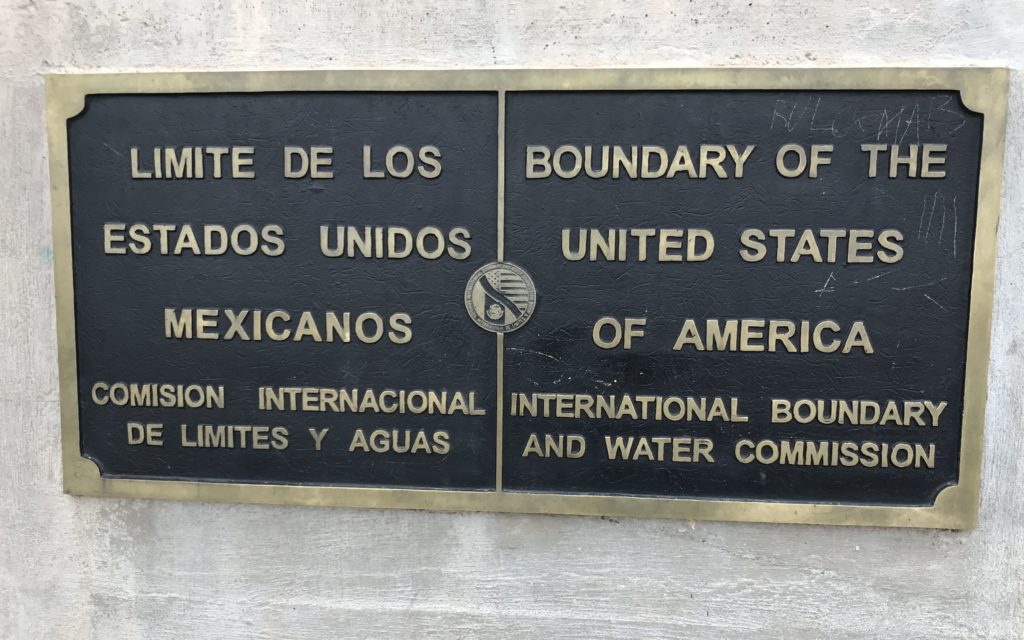 LIMITE DE LOS
ESTADOS UNIDOS
MEXICANOS
COMISION INTERNACIONAL
DE LIMITES Y AGUAS
BOUNDARY OF THE
UNITED STATES
OF AMERICA
INTERNATIONAL BOUNDARY
AND WATER COMMISSION